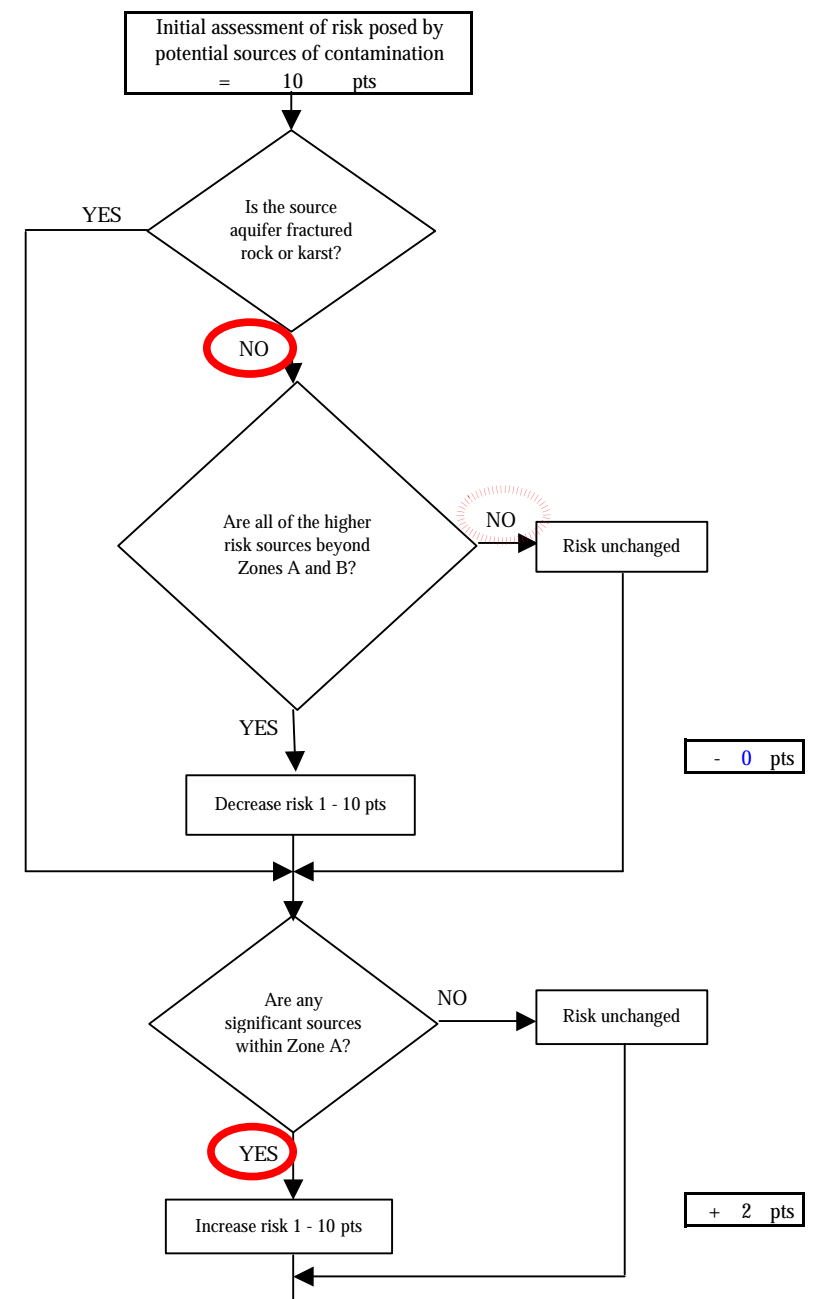 Initial assessment of risk posed by
potential sources of contamination
= 10 pts
YES
Is the source
aquifer fractured
rock or karst?
NO
Are all of the higher
risk sources beyond
Zones A and B?
NO
Risk unchanged
YES
- 0 pts
Decrease risk 1 - 10 pts
Are any
significant sources
within Zone A?
NO
Risk unchanged
YES
+ 2 pts
Increase risk 1 - 10 pts